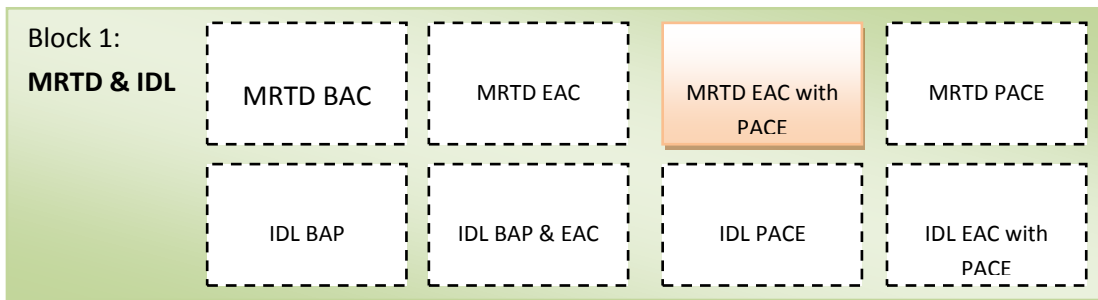 Block 1:
MRTD & IDL
MRTD BAC
MRTD EAC
MRTD EAC with
PACE
MRTD PACE
IDL BAP
IDL BAP & EAC
IDL PACE
IDL EAC with
PACE